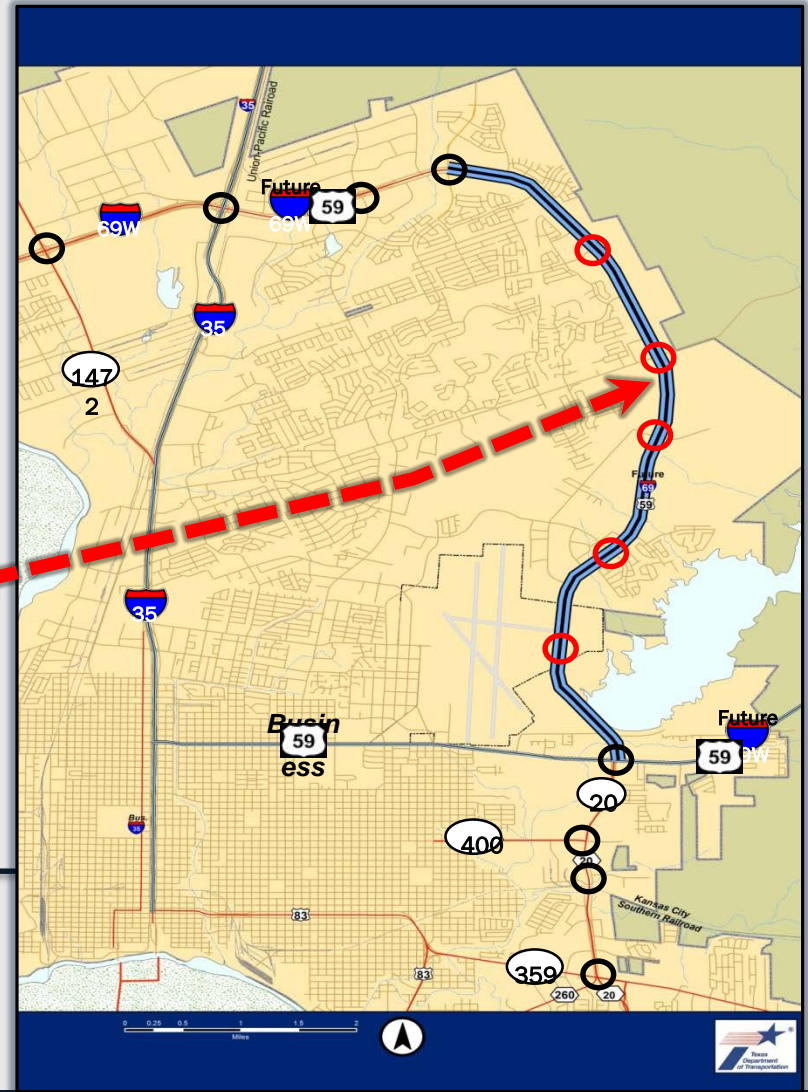 35
Union Pacific Railroad
Future
59
69W
69W
35
147
2
Future
69
59
35
Busin
59
ess
Future
59
9W
20
Bus.
35
400
20
Kansas City
Southern Railroad
83
83
359
260
20
0 0.25 0.5 1 1.5 2
Miles
Texas
Department
of Transportation
®